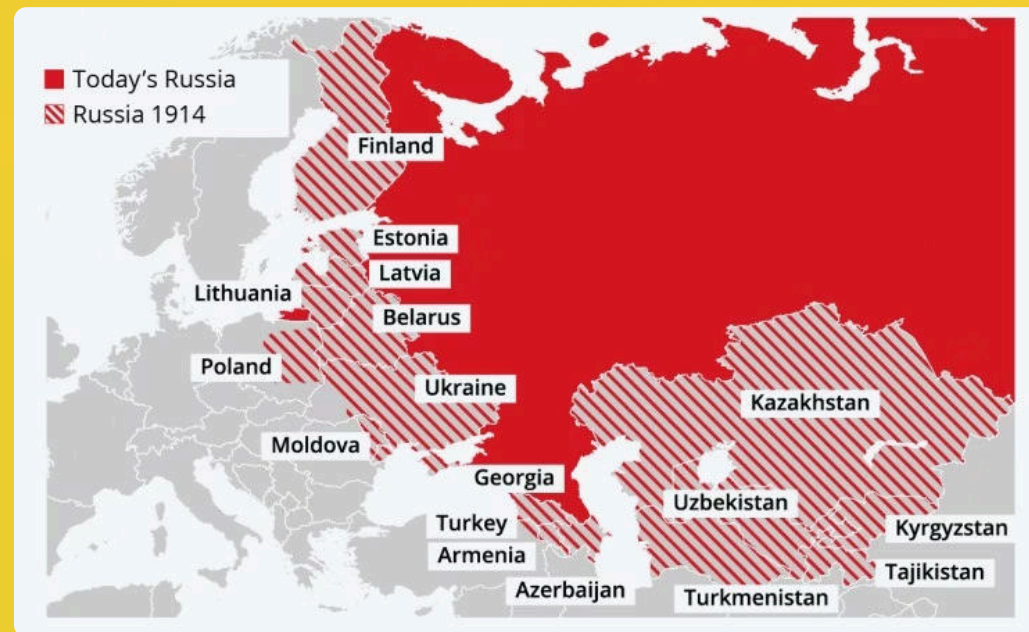 Today's Russia
Russia 1914
Finland
Estonia
Latvia
Lithuania
Belarus
Poland
Ukraine
Kazakhstan
Moldova
Georgia
Uzbekistan
Turkey
Kyrgyzstan
Armenia
Tajikistan
Azerbaijan
Turkmenistan